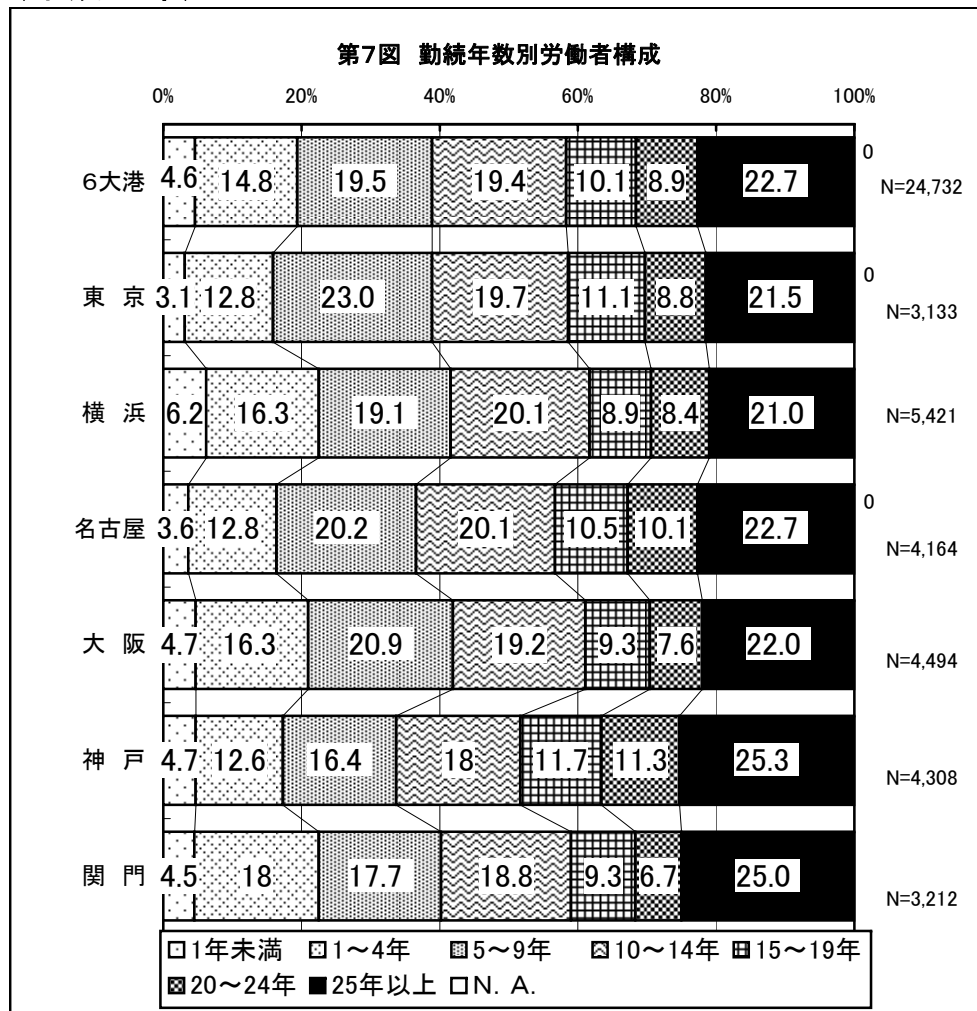 第7図 勤続年数別労働者構成
0% 20% 40% 60% 80% 100%
6大港 4.6 14.8 19.5 19.4 10.1 8.9 22.7 0 N=24,732
東 京 3.1 12.8 23.0 19.7 11.1 8.8 21.5 0 N=3,133
横 浜 6.2 16.3 19.1 20.1 8.9 8.4 21.0 N=5,421
名古屋 3.6 12.8 20.2 20.1 10.5 10.1 22.7 0 N=4,164
大 阪 4.7 16.3 20.9 19.2 9.3 7.6 22.0 N=4,494
神 戸 4.7 12.6 16.4 18 11.7 11.3 25.3 N=4,308
関 門 4.5 18 17.7 18.8 9.3 6.7 25.0 N=3,212
1年未満 1～4年 5～9年 10～14年 15～19年
20～24年 25年以上 N．A．